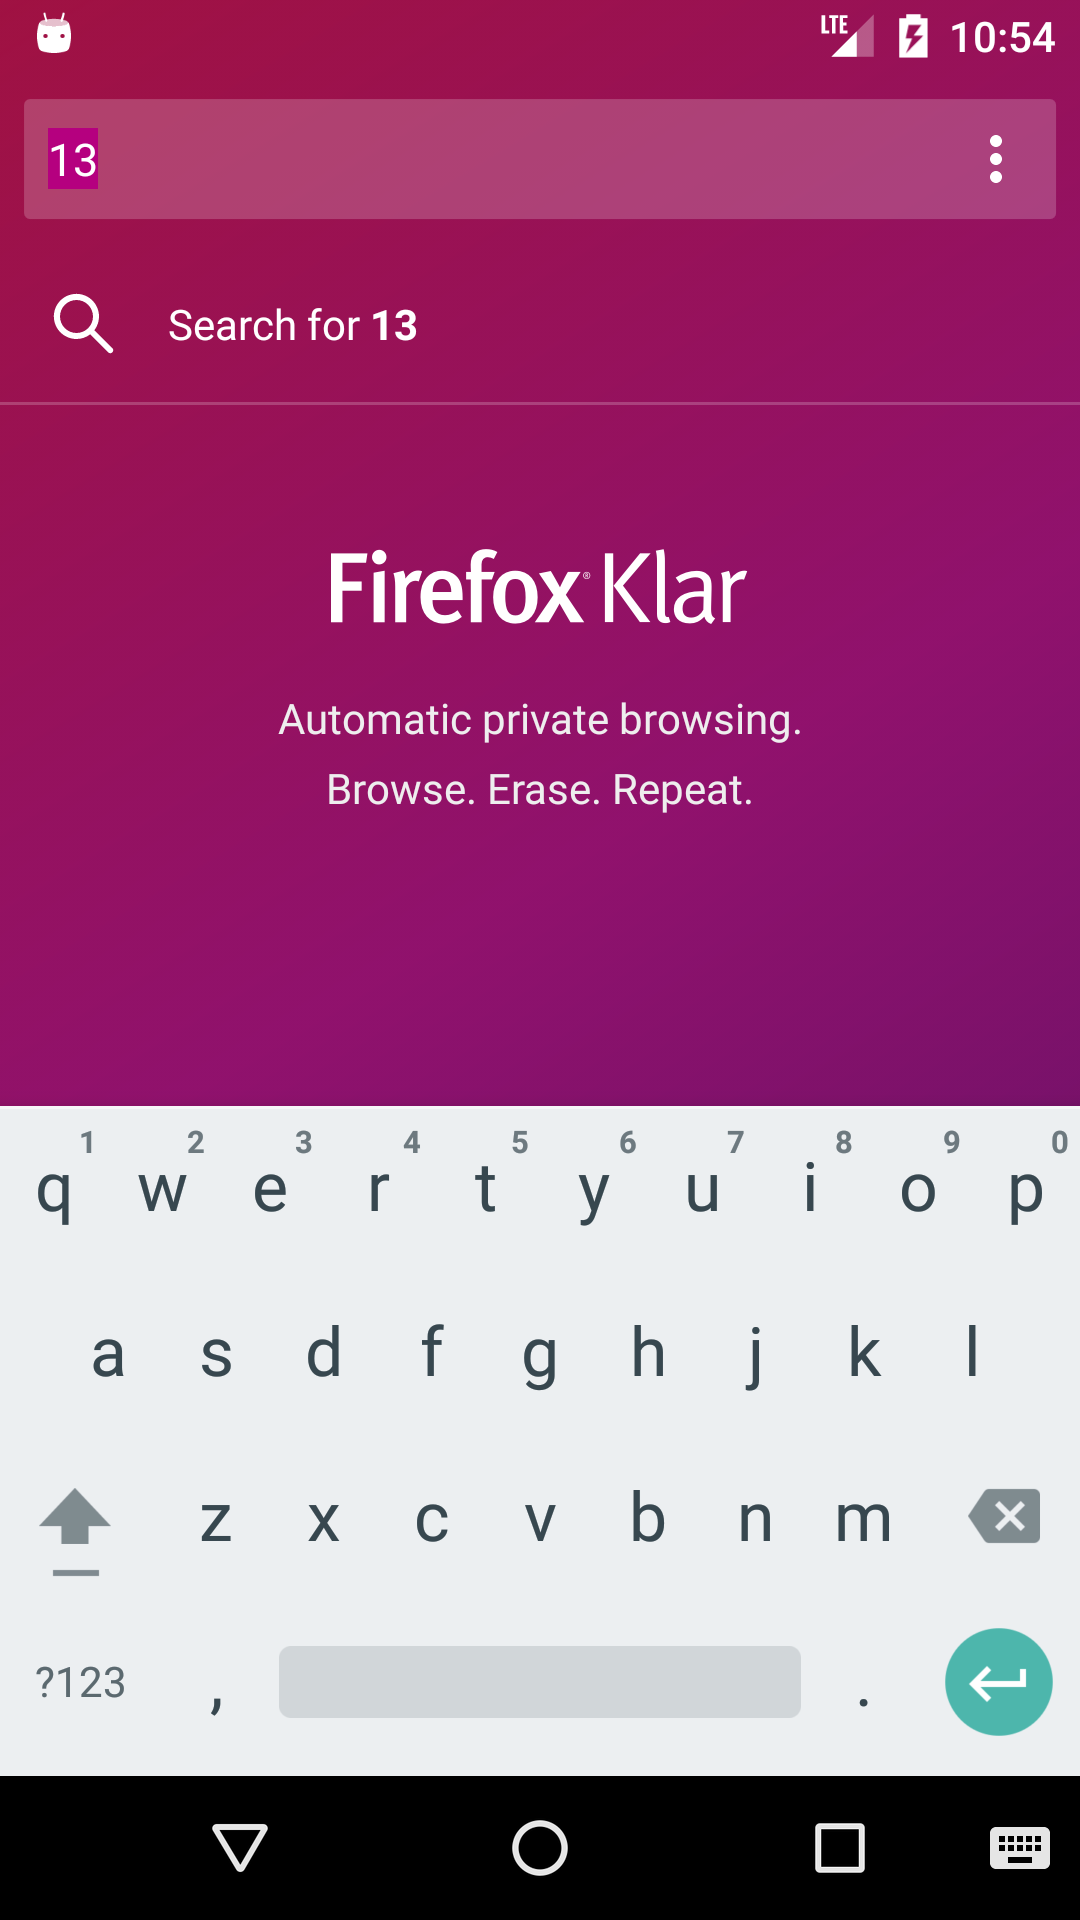 LTE 10:54
13
Search for 13
Firefox® Klar
Automatic private browsing.
Browse. Erase. Repeat.
1 2 3 4 5 6 7 8 9 0
q w e r t y u i o p
a s d f g h j k l
z x c v b n m
?123 , .